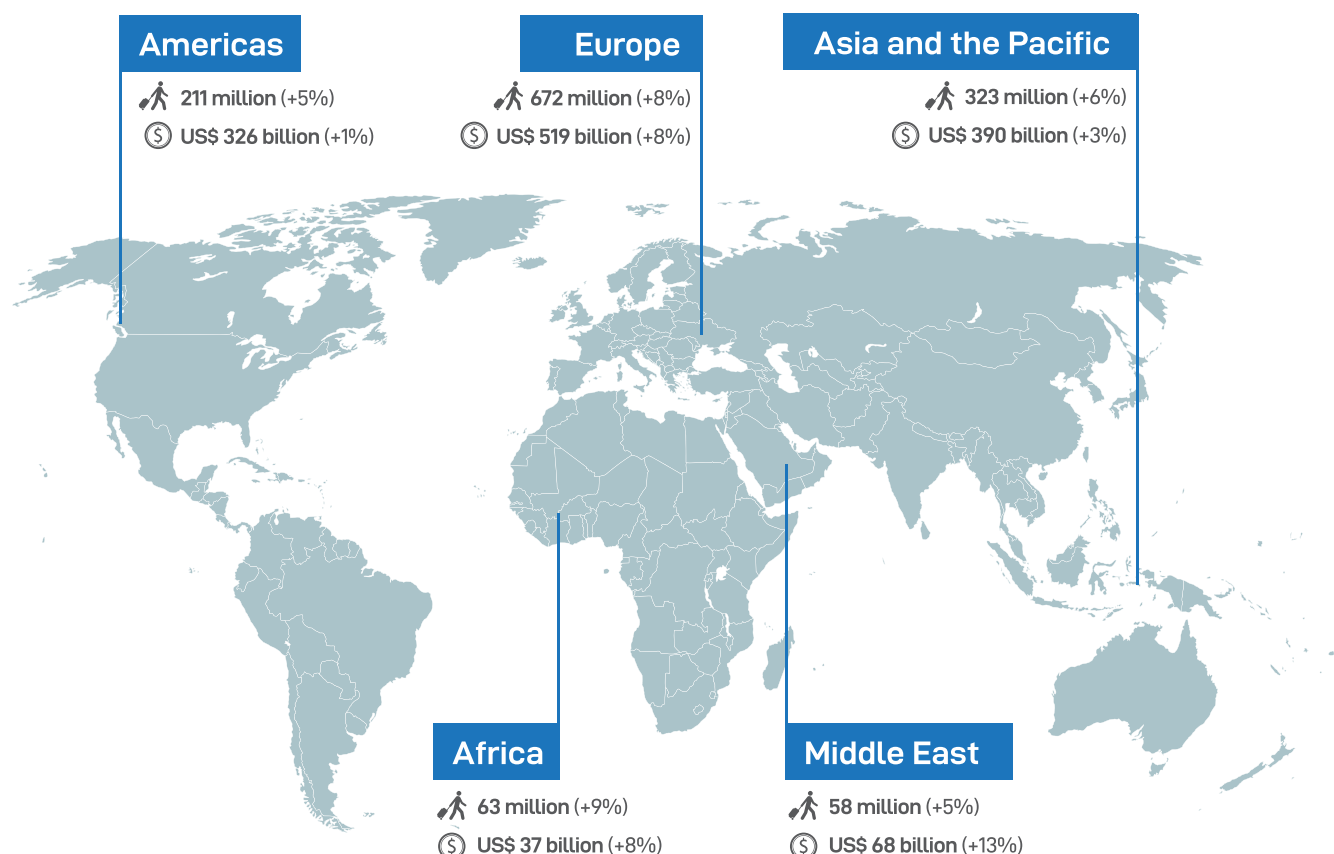 Americas
211 million (+5%)
US$ 326 billion (+1%)
Europe
672 million (+8%)
US$ 519 billion (+8%)
Asia and the Pacific
323 million (+6%)
US$ 390 billion (+3%)
Africa
63 million (+9%)
US$ 37 billion (+8%)
Middle East
58 million (+5%)
US$ 68 billion (+13%)